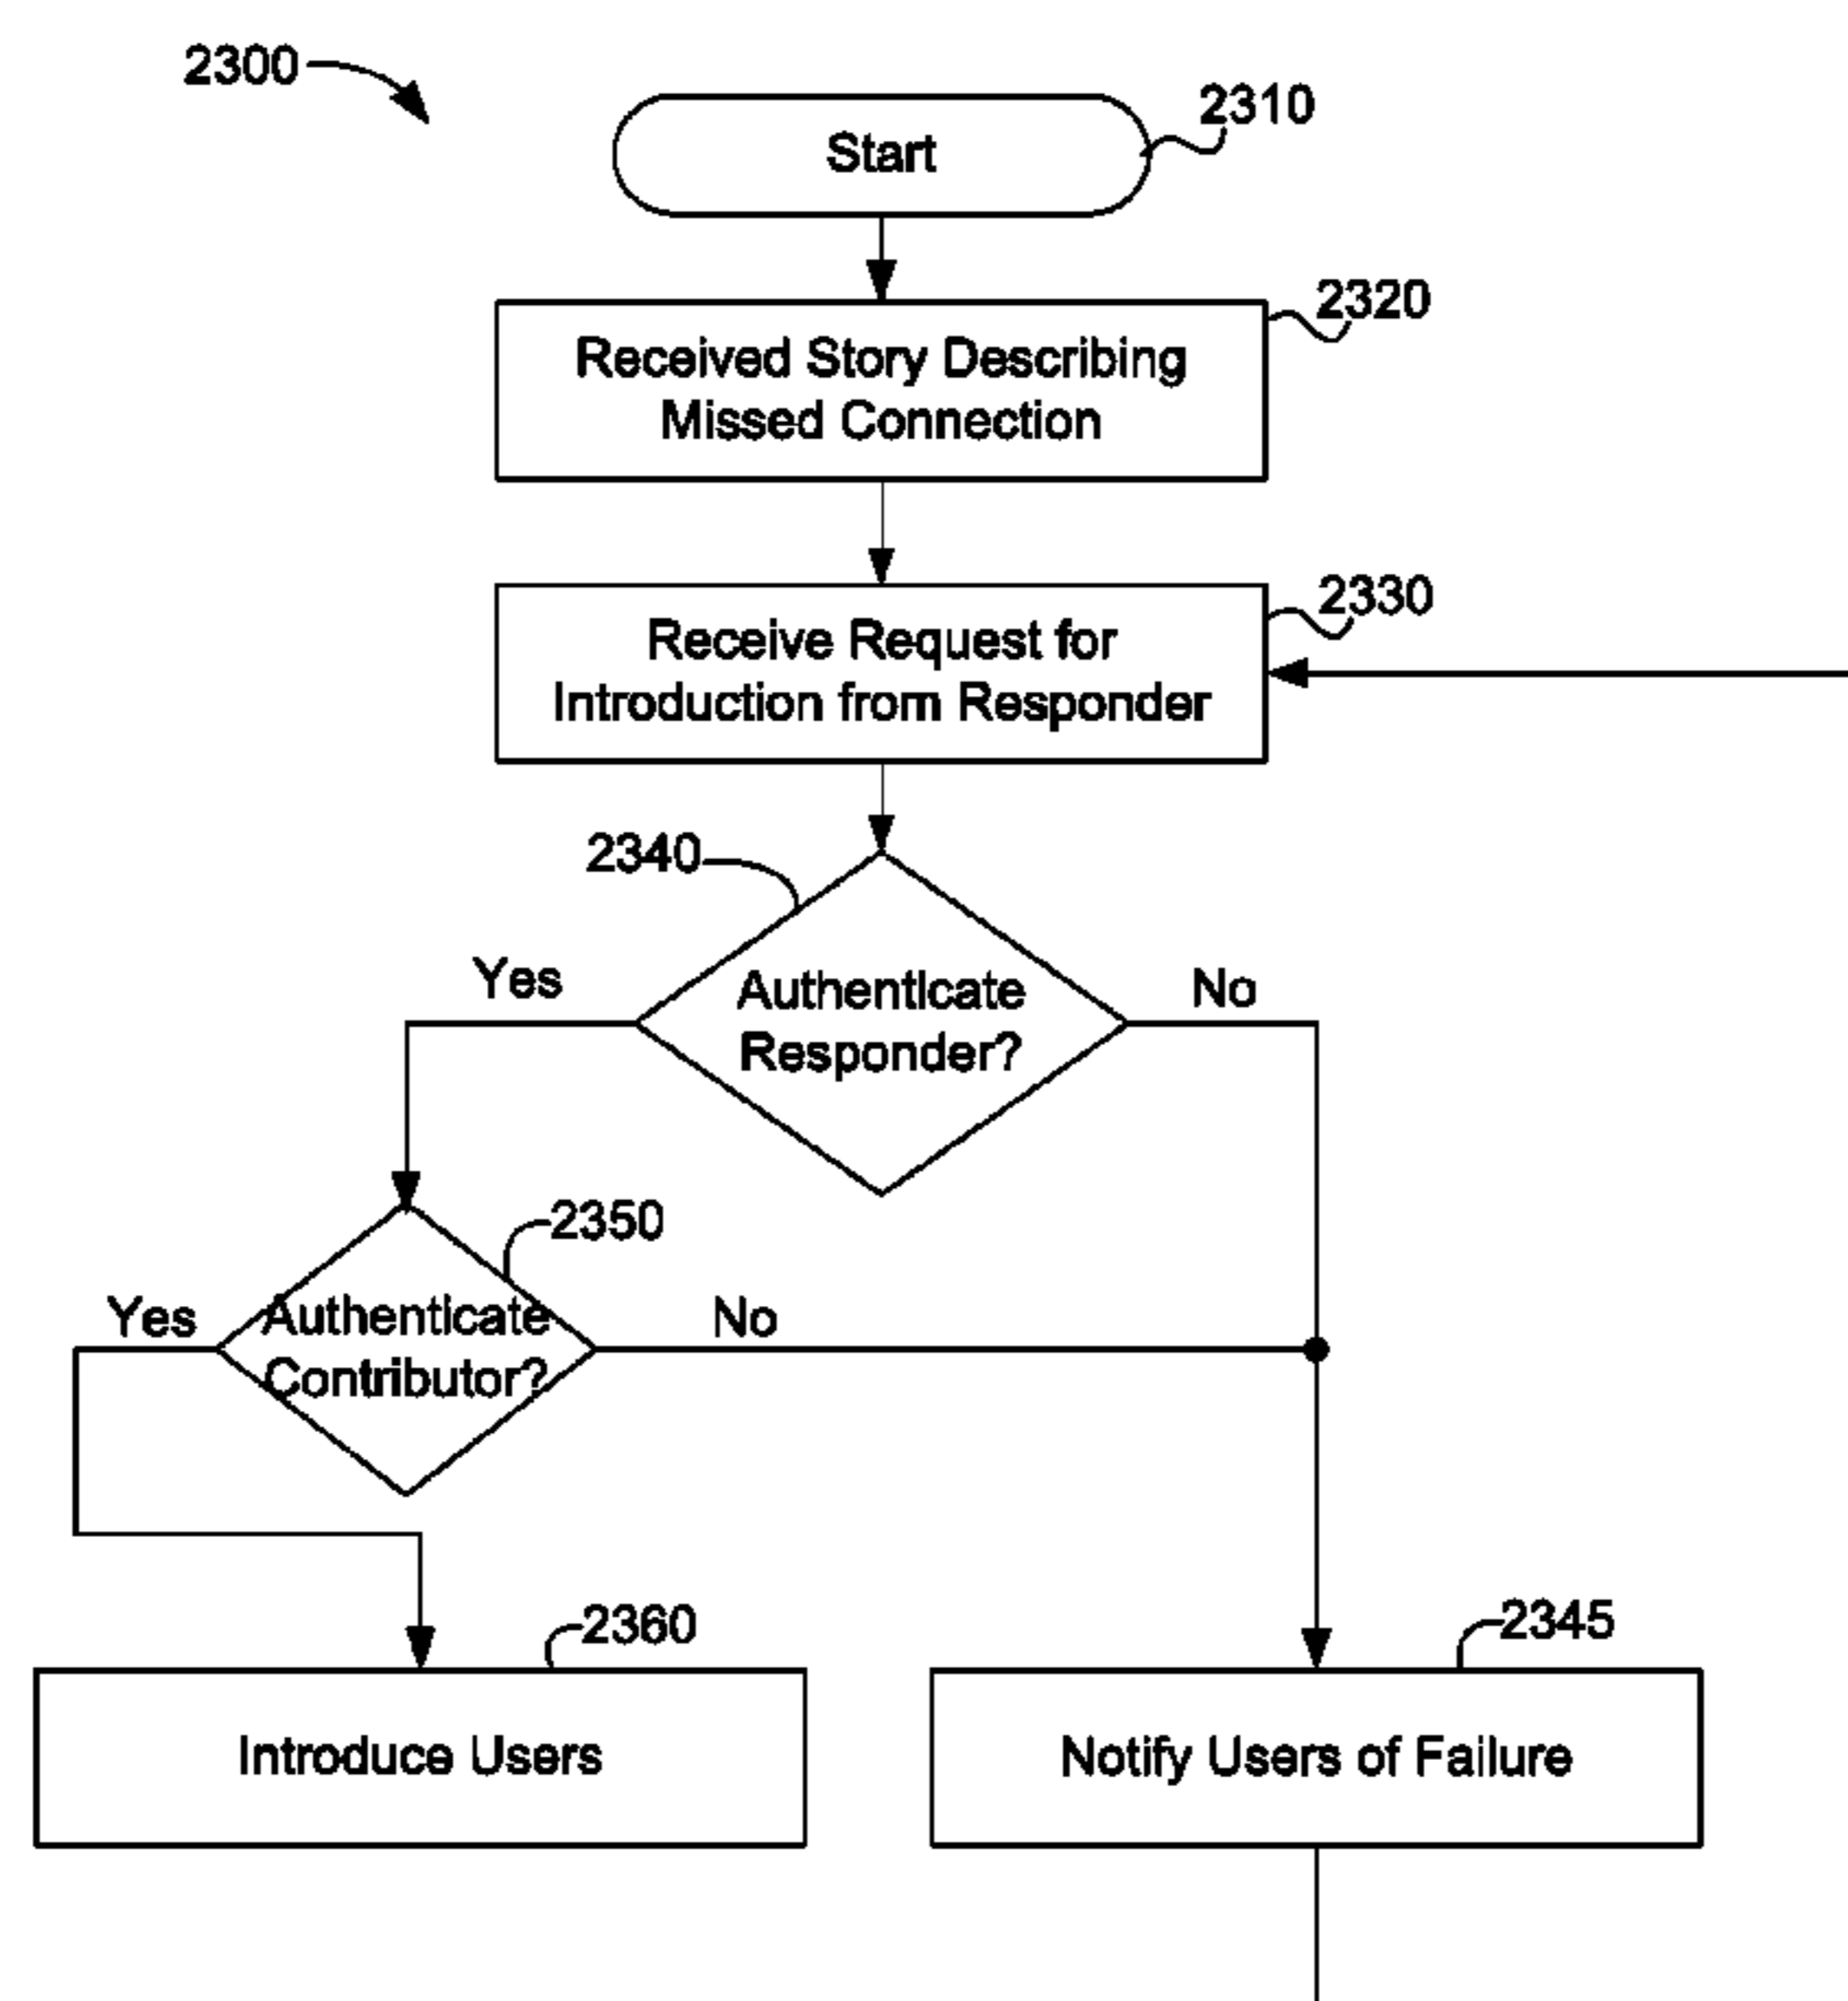 2300
2310
Start
2320
Received Story Describing
Missed Connection
2330
Receive Request for
Introduction from Responder
2340
Yes
No
Authenticate
Responder?
2350
Yes
No
Authenticate
Contributor?
2360
2345
Introduce Users
Notify Users of Failure